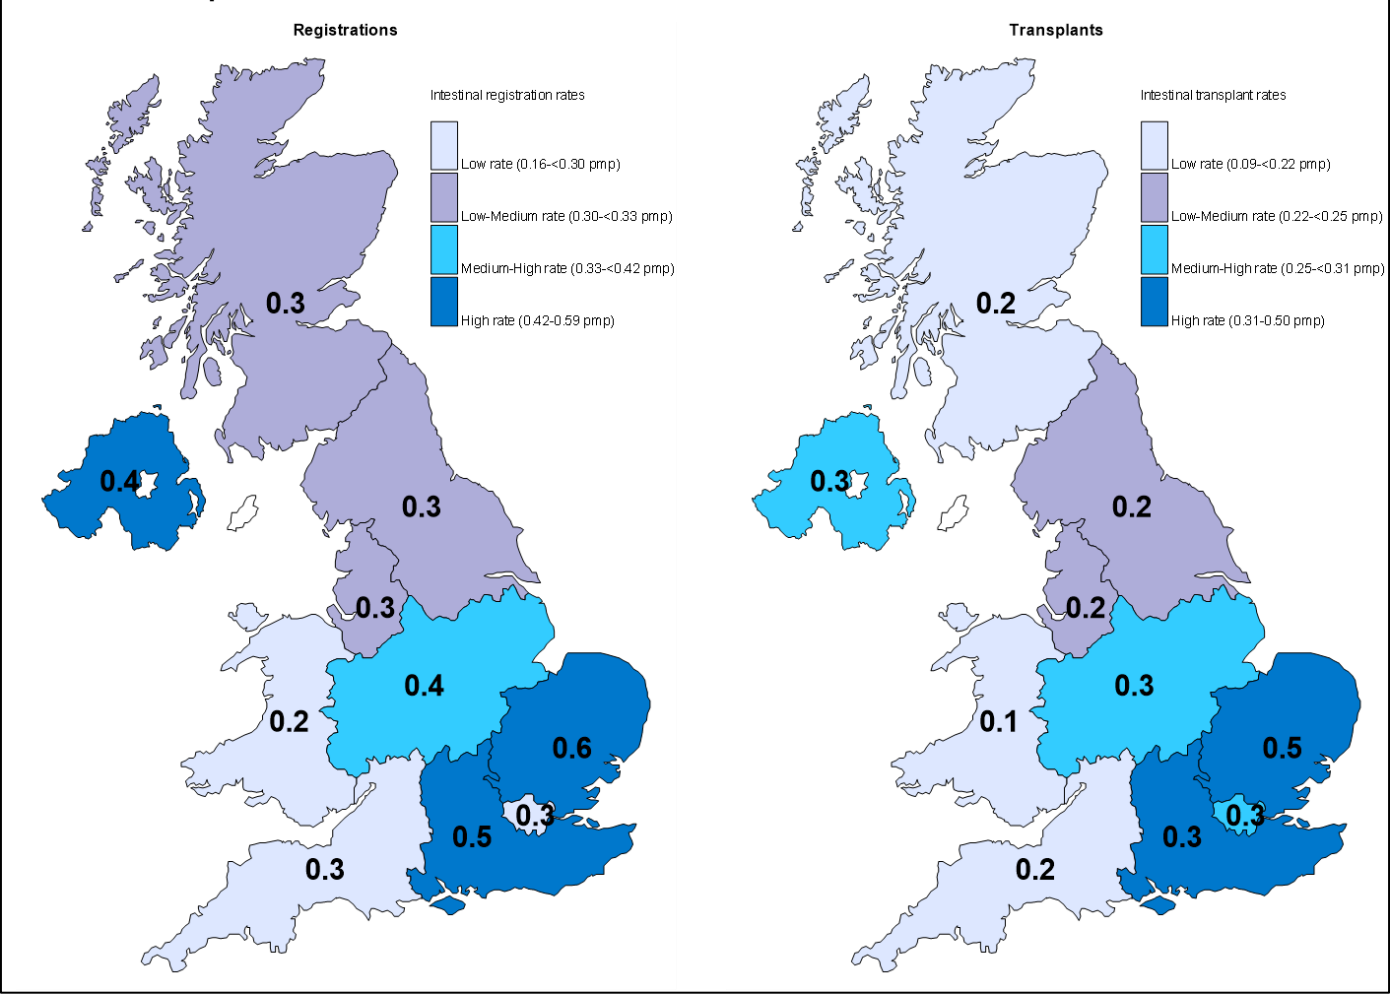 Registrations
Intestinal registration rates
Low rate (0.16-<0.30 pmp)
Low-Medium rate (0.30-<0.33 pmp)
Medium-High rate (0.33-<0.42 pmp)
High rate (0.42-0.59 pmp)
0.3
0.4
0.3
0.3
0.4
0.2
0.6
0.3
0.5
0.3
Transplants
Intestinal transplant rates
Low rate (0.09-<0.22 pmp)
Low-Medium rate (0.22-<0.25 pmp)
Medium-High rate (0.25-<0.31 pmp)
High rate (0.31-0.50 pmp)
0.2
0.3
0.2
0.2
0.3
0.1
0.5
0.3
0.3
0.2